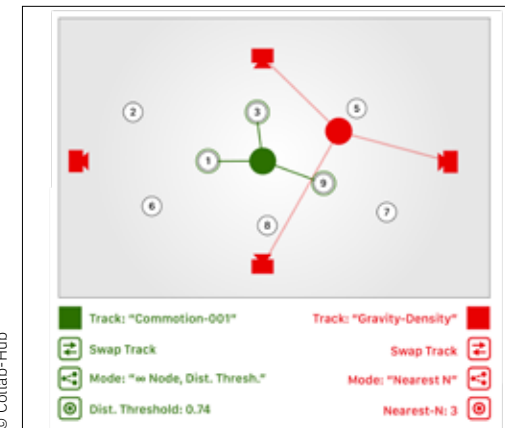 3
5
2
1
9
6
8
7
Track: "Commotion-001"
Track: "Gravity-Density"
Swap Track
Swap Track
Mode: "∞ Node, Dist. Thresh."
Mode: "Nearest N"
Dist. Threshold: 0.74
Nearest-N: 3
© Collab-Hub